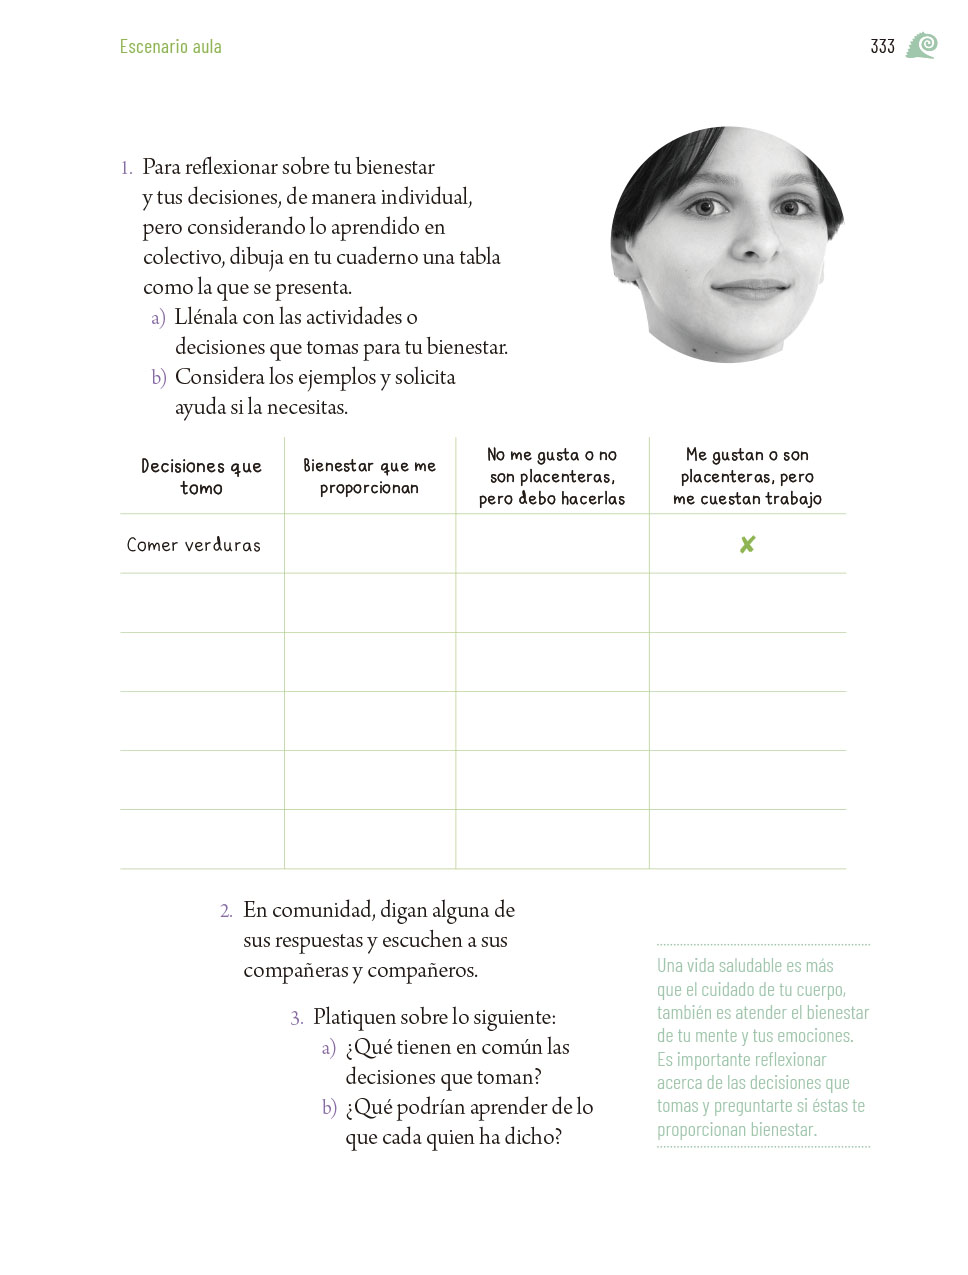 Escenario aula
333
1. Para reflexionar sobre tu bienestar
y tus decisiones, de manera individual,
pero considerando lo aprendido en
colectivo, dibuja en tu cuaderno una tabla
como la que se presenta.
a) Llénala con las actividades o
decisiones que tomas para tu bienestar.
b) Considera los ejemplos y solicita
ayuda si la necesitas.
Decisiones que
tomo
Bienestar que me
proporcionan
No me gusta o no
son placenteras,
pero debo hacerlas
Me gustan o son
placenteras, pero
me cuestan trabajo
Comer verduras
✘
2. En comunidad, digan alguna de
sus respuestas y escuchen a sus
compañeras y compañeros.
3. Platiquen sobre lo siguiente:
a) ¿Qué tienen en común las
decisiones que toman?
b) ¿Qué podrían aprender de lo
que cada quien ha dicho?
Una vida saludable es más
que el cuidado de tu cuerpo,
también es atender el bienestar
de tu mente y tus emociones.
Es importante reflexionar
acerca de las decisiones que
tomas y preguntarte si éstas te
proporcionan bienestar.